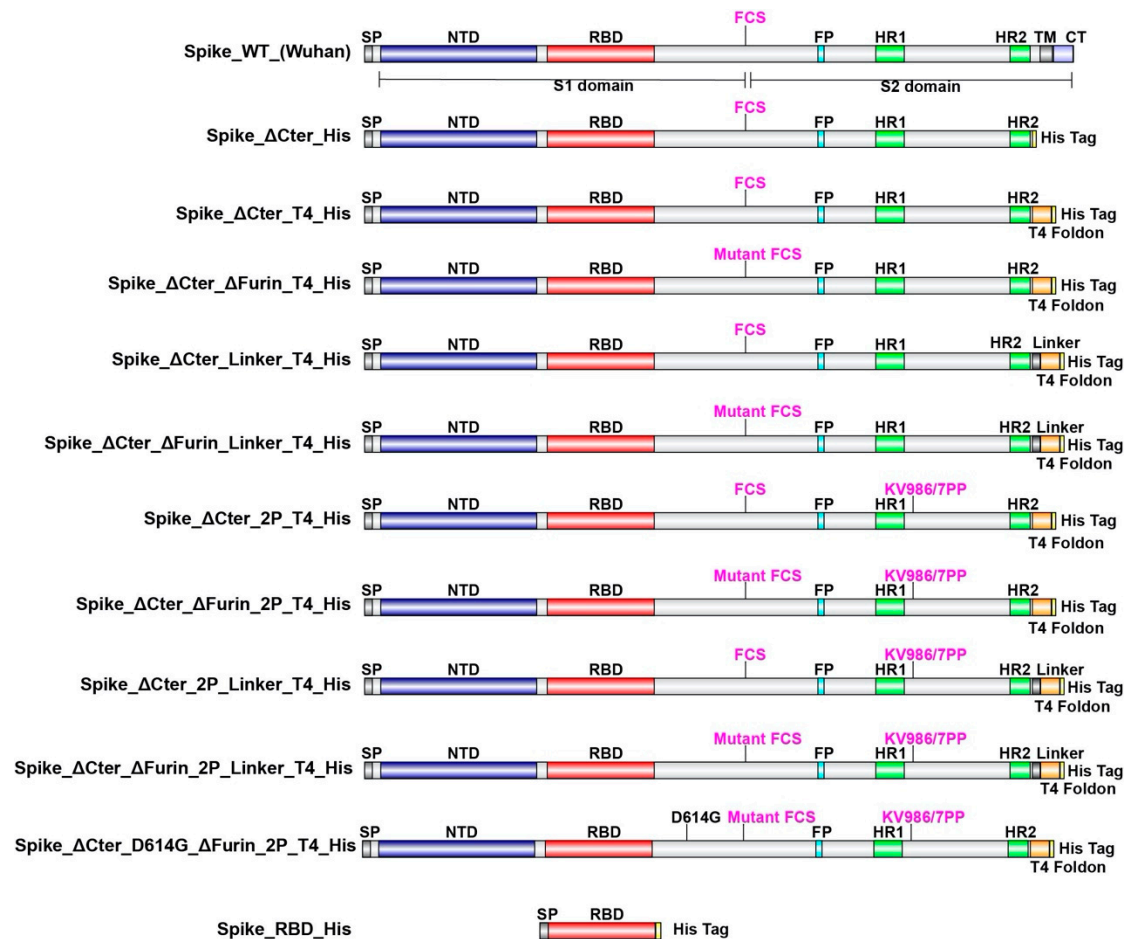 FCS
SP NTD RBD FP HR1 HR2 TM CT
Spike_WT_(Wuhan)
S1 domain S2 domain
FCS
SP NTD RBD FP HR1 HR2
Spike_ΔCter_His His Tag
FCS
SP NTD RBD FP HR1 HR2
Spike_ΔCter_T4_His His Tag
T4 Foldon
Mutant FCS
SP NTD RBD FP HR1 HR2
Spike_ΔCter_ΔFurin_T4_His His Tag
T4 Foldon
FCS
SP NTD RBD FP HR1 HR2 Linker
Spike_ΔCter_Linker_T4_His His Tag
T4 Foldon
Mutant FCS
SP NTD RBD FP HR1 HR2 Linker
Spike_ΔCter_ΔFurin_Linker_T4_His His Tag
T4 Foldon
FCS KV986/7PP
SP NTD RBD FP HR1 HR2
Spike_ΔCter_2P_T4_His His Tag
T4 Foldon
Mutant FCS KV986/7PP
SP NTD RBD FP HR1 HR2
Spike_ΔCter_ΔFurin_2P_T4_His His Tag
T4 Foldon
FCS KV986/7PP
SP NTD RBD FP HR1 HR2 Linker
Spike_ΔCter_2P_Linker_T4_His His Tag
T4 Foldon
Mutant FCS KV986/7PP
SP NTD RBD FP HR1 HR2 Linker
Spike_ΔCter_ΔFurin_2P_Linker_T4_His His Tag
T4 Foldon
D614G Mutant FCS KV986/7PP
SP NTD RBD FP HR1 HR2
Spike_ΔCter_D614G_ΔFurin_2P_T4_His His Tag
T4 Foldon
SP RBD
Spike_RBD_His His Tag